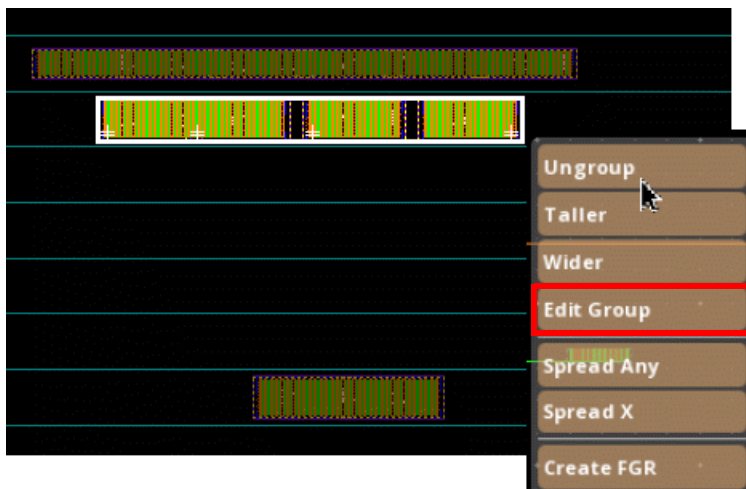 Ungroup
Taller
Wider
Edit Group
Spread Any
Spread X
Create FGR